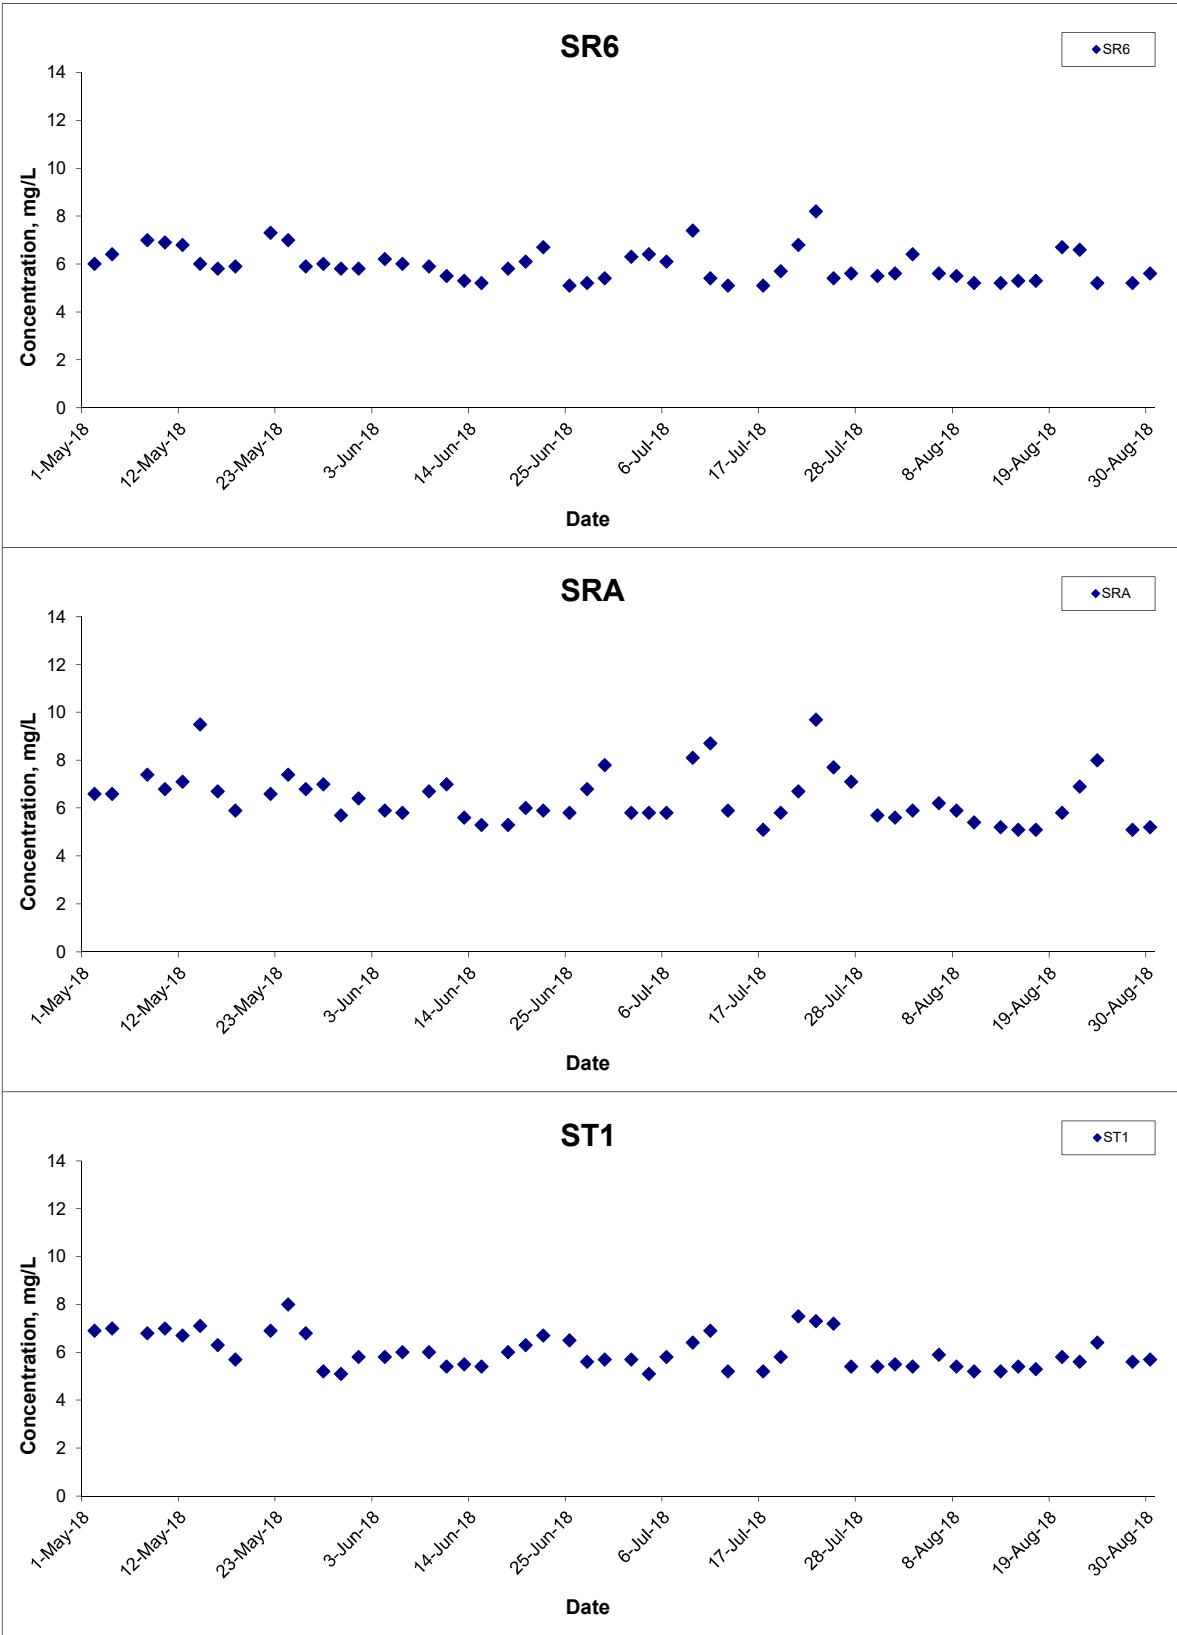 SR6
SR6
14
12
10
8
6
4
2
0
Concentration, mg/L
1-May-18 12-May-18 23-May-18 3-Jun-18 14-Jun-18 25-Jun-18 6-Jul-18 17-Jul-18 28-Jul-18 8-Aug-18 19-Aug-18 30-Aug-18
Date
SRA
SRA
14
12
10
8
6
4
2
0
Concentration, mg/L
1-May-18 12-May-18 23-May-18 3-Jun-18 14-Jun-18 25-Jun-18 6-Jul-18 17-Jul-18 28-Jul-18 8-Aug-18 19-Aug-18 30-Aug-18
Date
ST1
ST1
14
12
10
8
6
4
2
0
Concentration, mg/L
1-May-18 12-May-18 23-May-18 3-Jun-18 14-Jun-18 25-Jun-18 6-Jul-18 17-Jul-18 28-Jul-18 8-Aug-18 19-Aug-18 30-Aug-18
Date